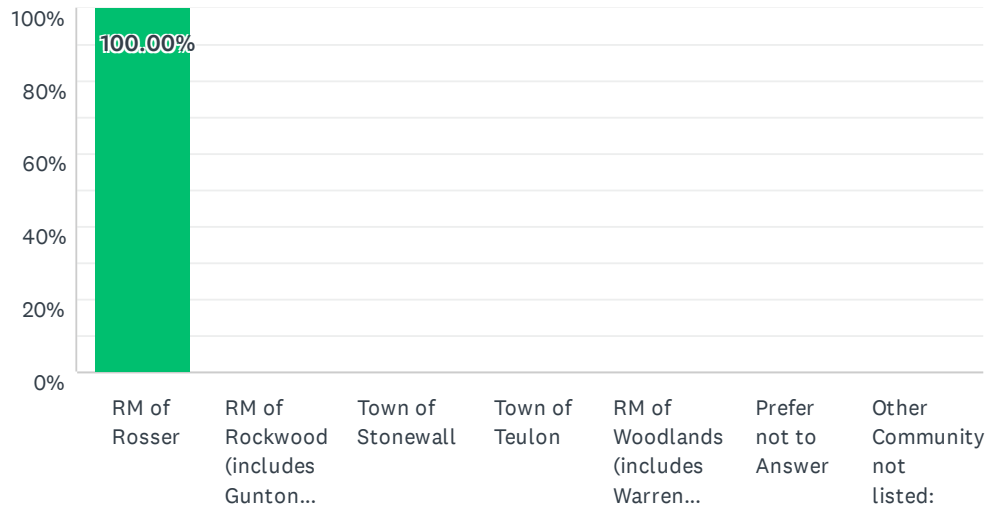 100%
100.00%
80%
60%
40%
20%
0%
RM of
Rosser
RM of
Rockwood
(includes
Gunton...
Town of
Stonewall
Town of
Teulon
RM of
Woodlands
(includes
Warren...
Prefer
not to
Answer
Other
Community
not
listed: